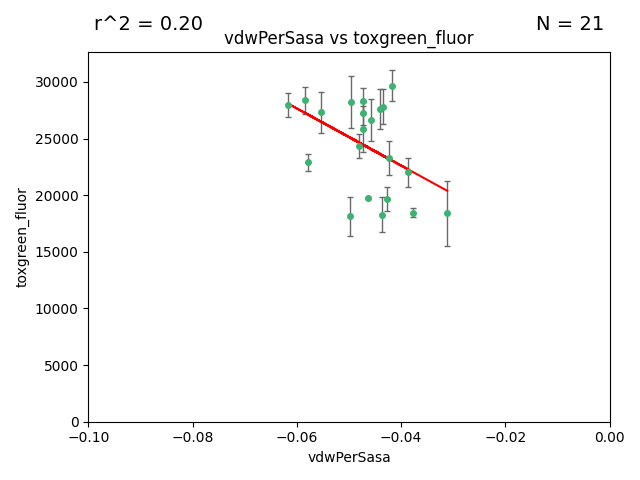 r^2 = 0.20
N = 21
vdwPerSasa vs toxgreen_fluor
toxgreen_fluor
30000
25000
20000
15000
10000
5000
0
−0.10
−0.08
−0.06
−0.04
−0.02
0.00
vdwPerSasa